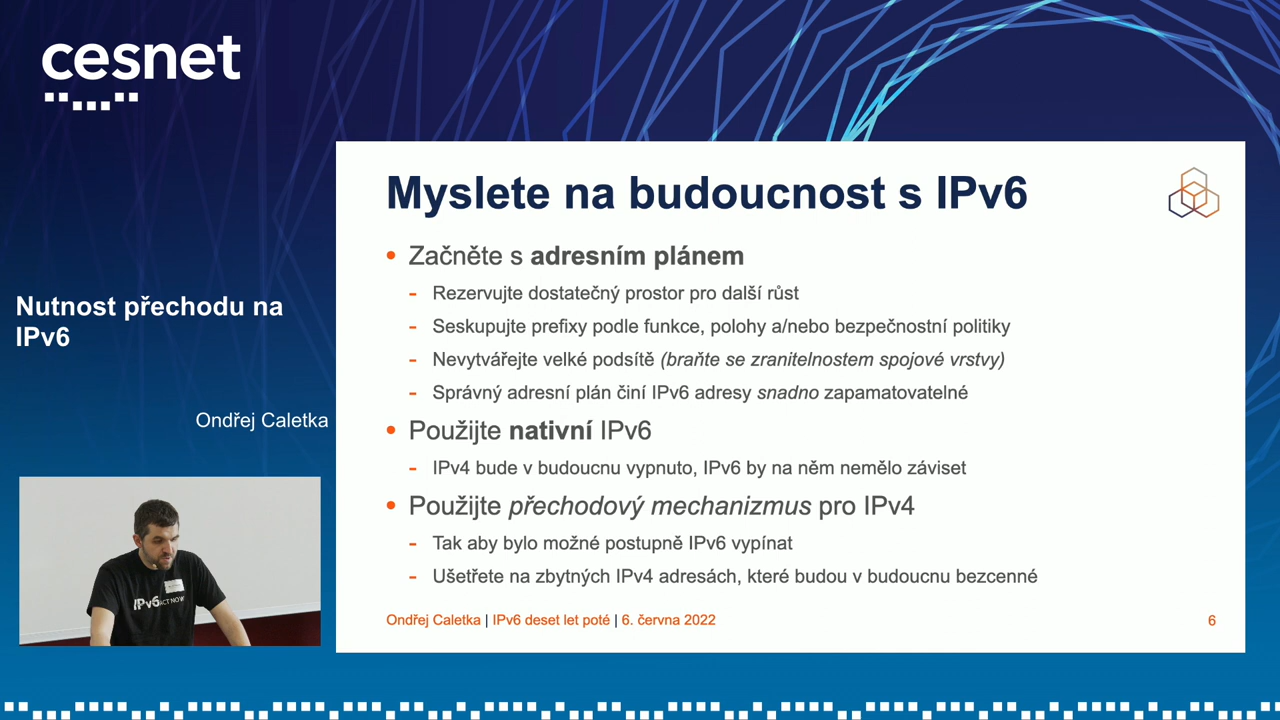 cesnet
Nutnost přechodu na
IPv6
Ondřej Caletka
IPv6 ACT NOW
Myslete na budoucnost s IPv6
• Začněte s adresním plánem
- Rezervujte dostatečný prostor pro další růst
- Seskupujte prefixy podle funkce, polohy a/nebo bezpečnostní politiky
- Nevytvářejte velké podsítě (braňte se zranitelnostem spojové vrstvy)
- Správný adresní plán činí IPv6 adresy snadno zapamatovatelné
• Použijte nativní IPv6
- IPv4 bude v budoucnu vypnuto, IPv6 by na něm nemělo záviset
• Použijte přechodový mechanizmus pro IPv4
- Tak aby bylo možné postupně IPv6 vypínat
- Ušetřete na zbytných IPv4 adresách, které budou v budoucnu bezcenné
Ondřej Caletka | IPv6 deset let poté | 6. června 2022
6